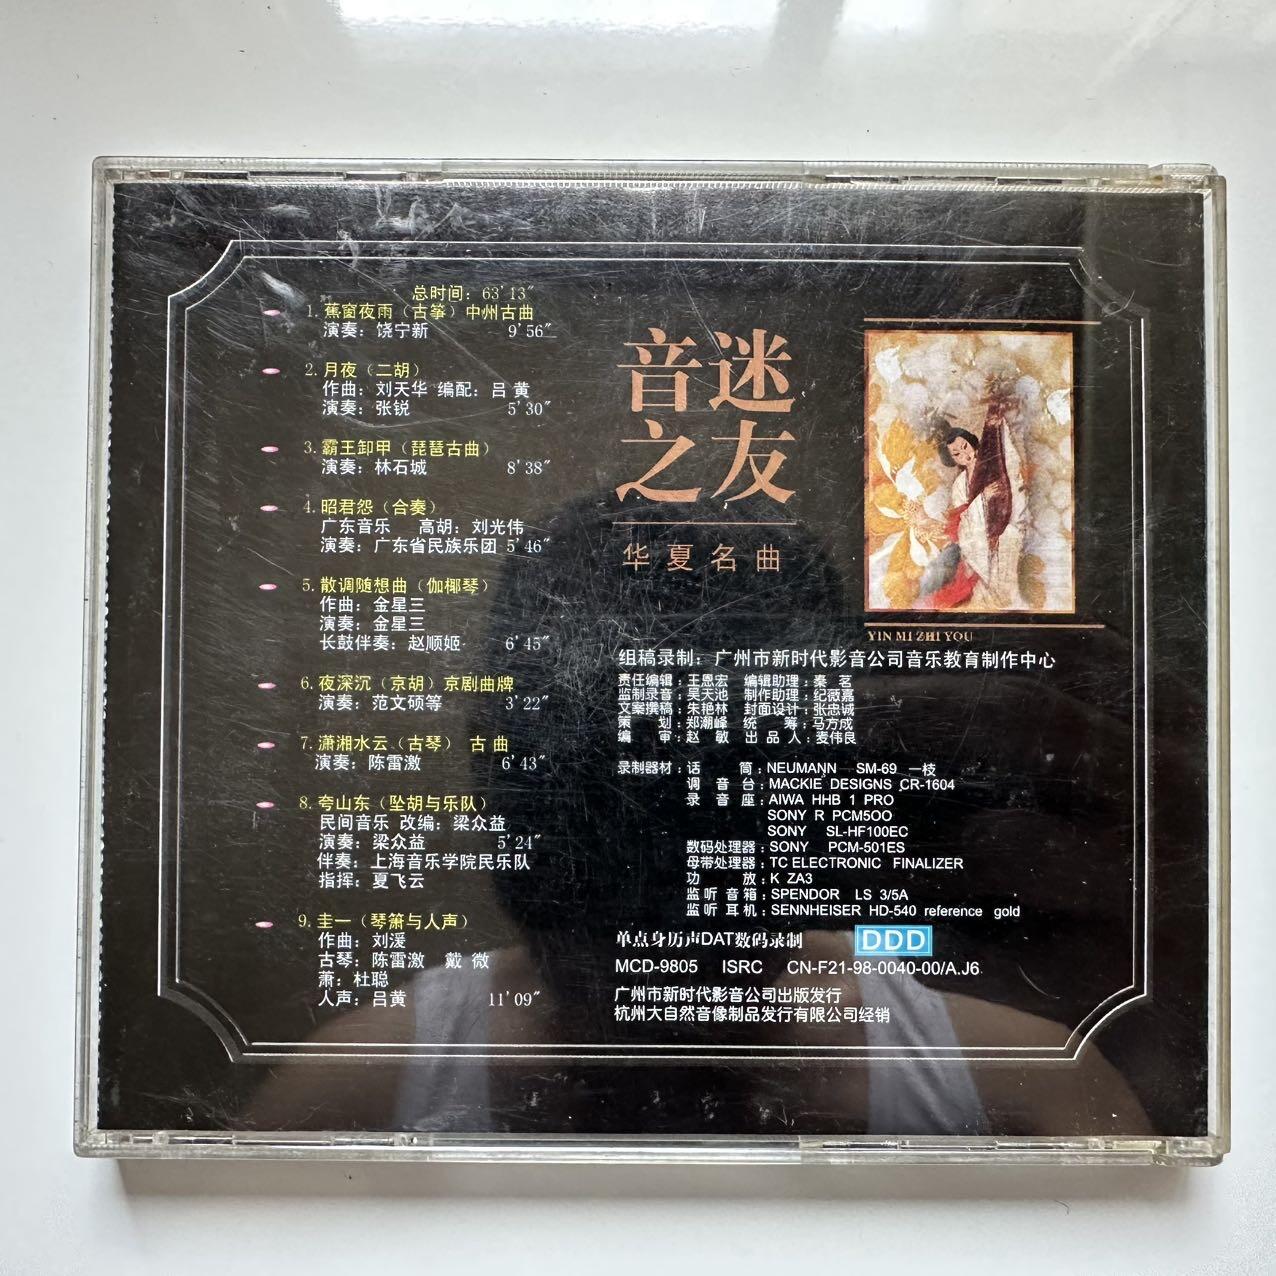 总时间：63'13"
1.蕉窗夜雨（古筝）中州古曲
演奏：饶宁新 9'56"
2.月夜（二胡）
作曲：刘天华 编配：吕 黄
演奏：张锐 5'30"
3.霸王卸甲（琵琶古曲）
演奏：林石城 8'38"
4.昭君怨（合奏）
广东音乐 高胡：刘光伟
演奏：广东省民族乐团 5'46"
5.散调随想曲（伽椰琴）
作曲：金星三
演奏：金星三
长鼓伴奏：赵顺姬 6'45"
6.夜深沉（京胡）京剧曲牌
演奏：范文硕等 3'22"
7.潇湘水云（古琴） 古 曲
演奏：陈雷激 6'43"
8.夸山东（坠胡与乐队）
民间音乐 改编：梁众益
演奏：梁众益 5'24"
伴奏：上海音乐学院民乐队
指挥：夏飞云
9.圭一（琴箫与人声）
作曲：刘湲
古琴：陈雷激 戴 微
萧：杜聪
人声：吕黄 11'09"
音迷
之友
华夏名曲
YIN MI ZHI YOU
组稿录制：广州市新时代影音公司音乐教育制作中心
责任编辑：王恩宏 编辑助理：秦 茗
监制录音：吴天池 制作助理：纪薇嘉
文案撰稿：朱艳林 封面设计：张忠诚
策 划：郑潮峰 统 筹：马方成
编 审：赵 敏 出 品 人：麦伟良
录制器材：话 筒：NEUMANN SM-69 一枝
调 音 台：MACKIE DESIGNS CR-1604
录 音 座：AIWA HHB 1 PRO
SONY R PCM500
SONY SL-HF100EC
数码处理器：SONY PCM-501ES
母带处理器：TC ELECTRONIC FINALIZER
功 放：K ZA3
监 听 音 箱：SPENDOR LS 3/5A
监 听 耳 机：SENNHEISER HD-540 reference gold
单点身历声DAT数码录制 DDD
MCD-9805 ISRC CN-F21-98-0040-00/A.J6
广州市新时代影音公司出版发行
杭州大自然音像制品发行有限公司经销